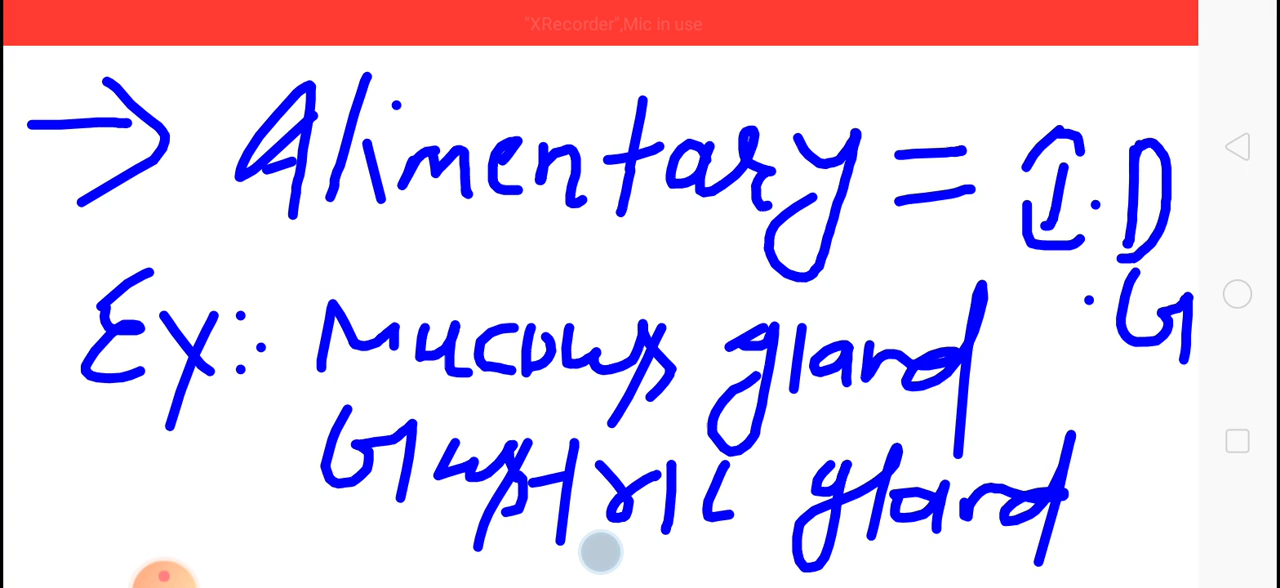 "XRecorder",Mic in use
→ Alimentary = I.D
.G
Ex:. Mucous gland
Gastric gland